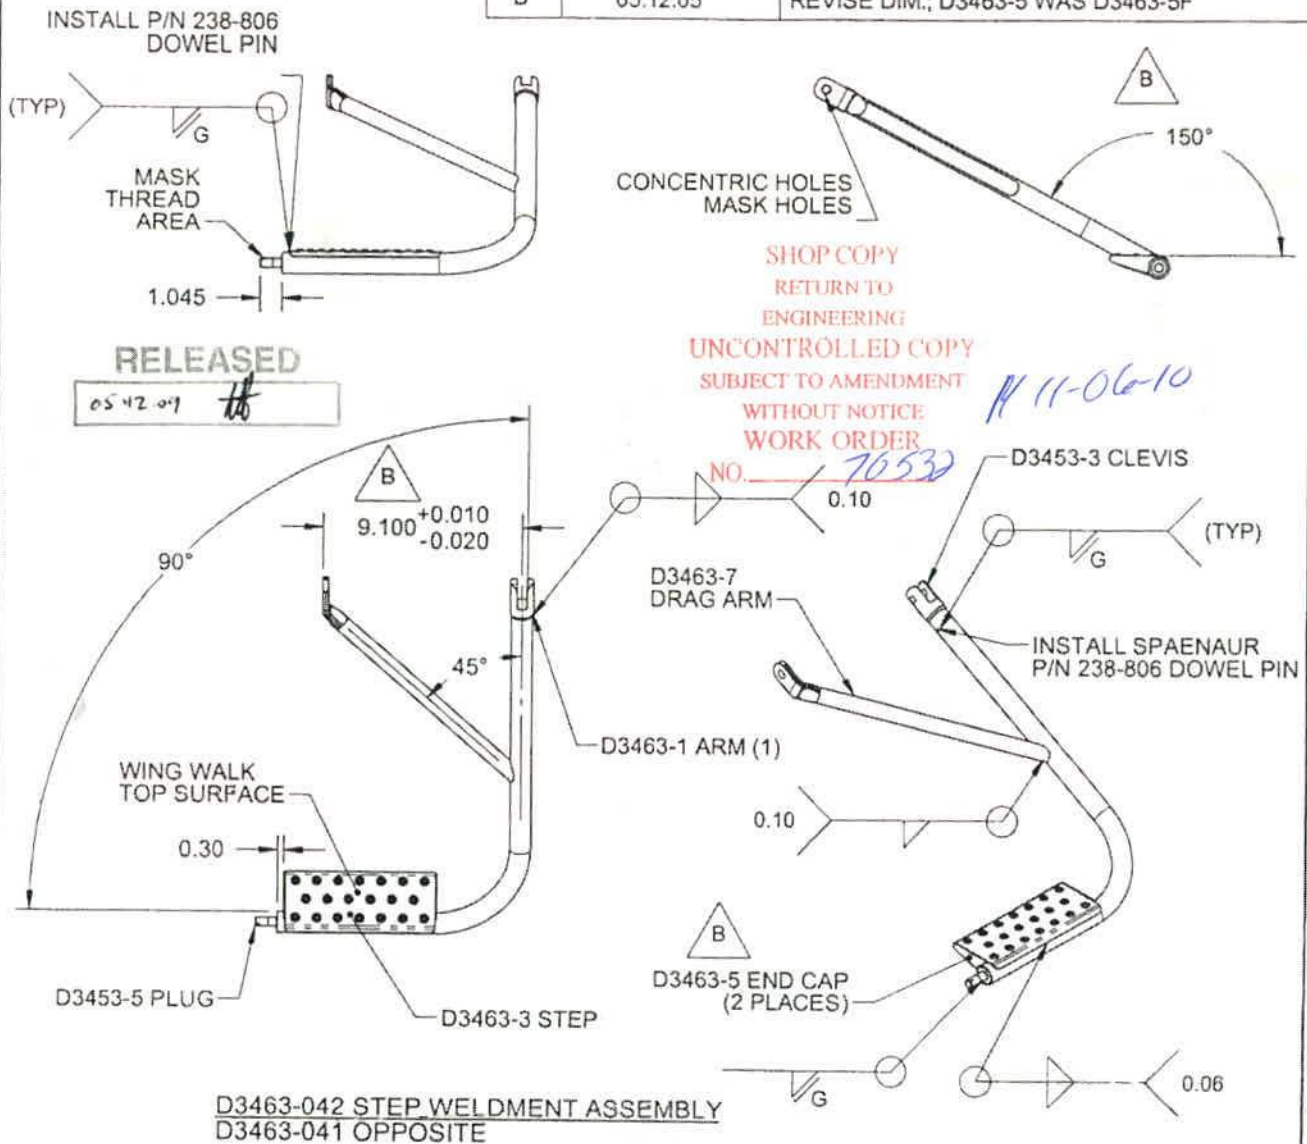 B 05.12.05 REVISE DIM.; D3463-5 WAS D3463-5F
INSTALL P/N 238-806
DOWEL PIN
(TYP)
G
MASK
THREAD
AREA
1.045
CONCENTRIC HOLES
MASK HOLES
B
150°
RELEASED
SHOP COPY
RETURN TO
ENGINEERING
UNCONTROLLED COPY
SUBJECT TO AMENDMENT
WITHOUT NOTICE
WORK ORDER
NO. 70532
11-06-10
B
9.100 +0.010
-0.020
90°
45°
0.10
D3453-3 CLEVIS
(TYP)
G
D3463-7
DRAG ARM
INSTALL SPAENAUR
P/N 238-806 DOWEL PIN
D3463-1 ARM (1)
WING WALK
TOP SURFACE
0.30
0.10
B
D3453-5 PLUG
D3463-3 STEP
D3463-5 END CAP
(2 PLACES)
G
0.06
D3463-042 STEP WELDMENT ASSEMBLY
D3463-041 OPPOSITE